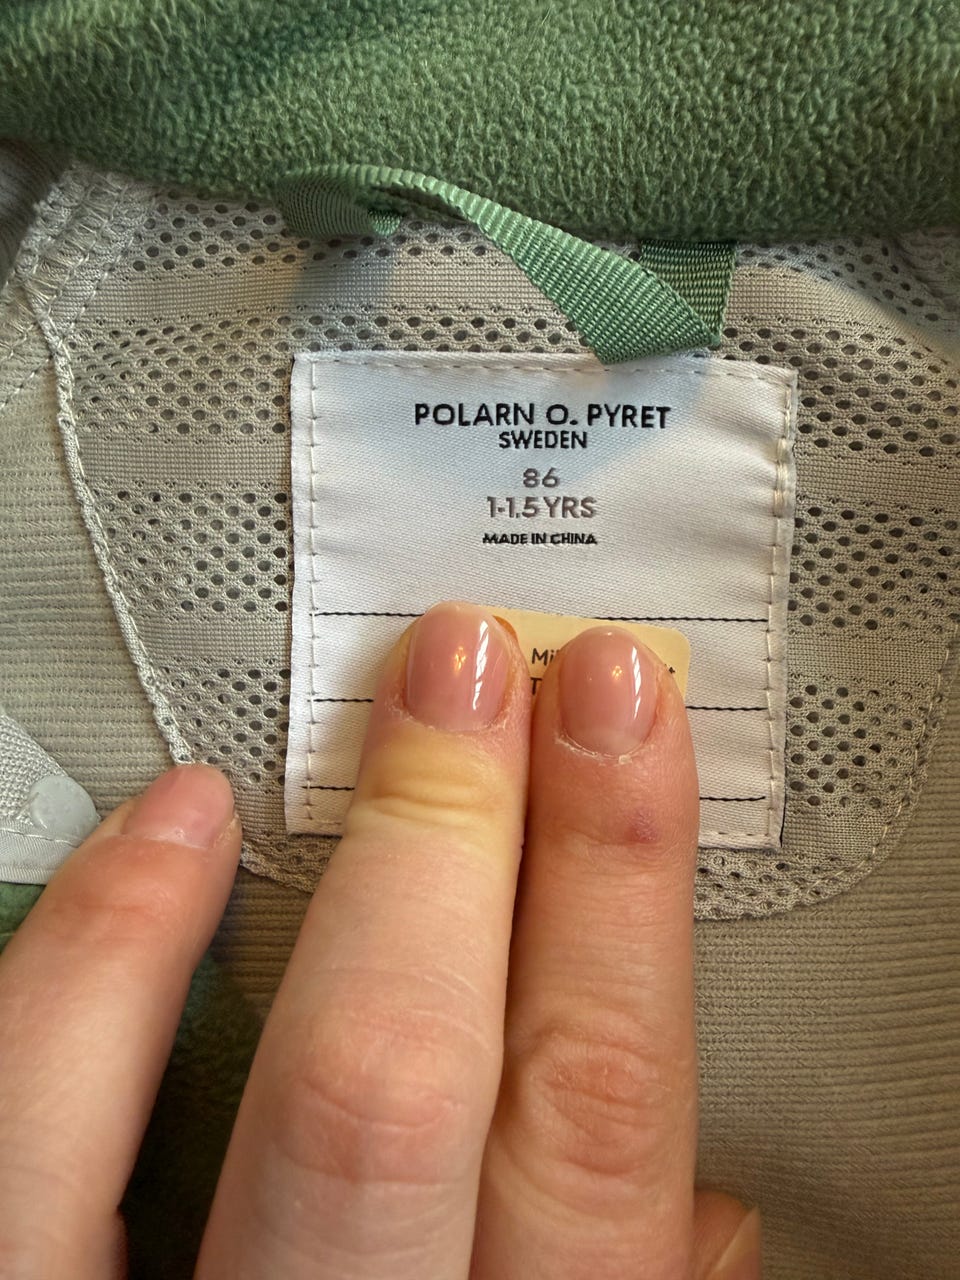 POLARN O. PYRET
SWEDEN
86
1-1.5 YRS
MADE IN CHINA